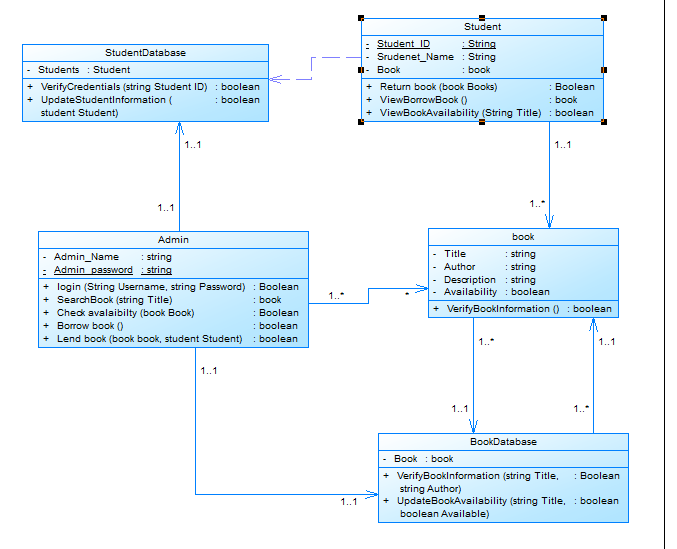 Student
- Student_ID : String
- Srudenet_Name : String
- Book : book
+ Return book (book Books) : Boolean
+ ViewBorrowBook () : book
+ ViewBookAvailability (String Title) : boolean
StudentDatabase
- Students : Student
+ VerifyCredentials (string Student ID) : boolean
+ UpdateStudentInformation ( : boolean
student Student)
1..1
1..1
1..1
1..*
Admin
- Admin_Name : string
- Admin_password : string
+ login (String Username, string Password) : Boolean
+ SearchBook (string Title) : book
+ Check avalaibilty (book Book) : Boolean
+ Borrow book () : boolean
+ Lend book (book book, student Student) : boolean
1..*
*
book
- Title : string
- Author : string
- Description : string
- Availability : boolean
+ VerifyBookInformation () : boolean
1..1
1..*
1..1
1..1
1..*
1..1
BookDatabase
- Book : book
+ VerifyBookInformation (string Title, : Boolean
string Author)
+ UpdateBookAvailability (string Title, : boolean
boolean Available)